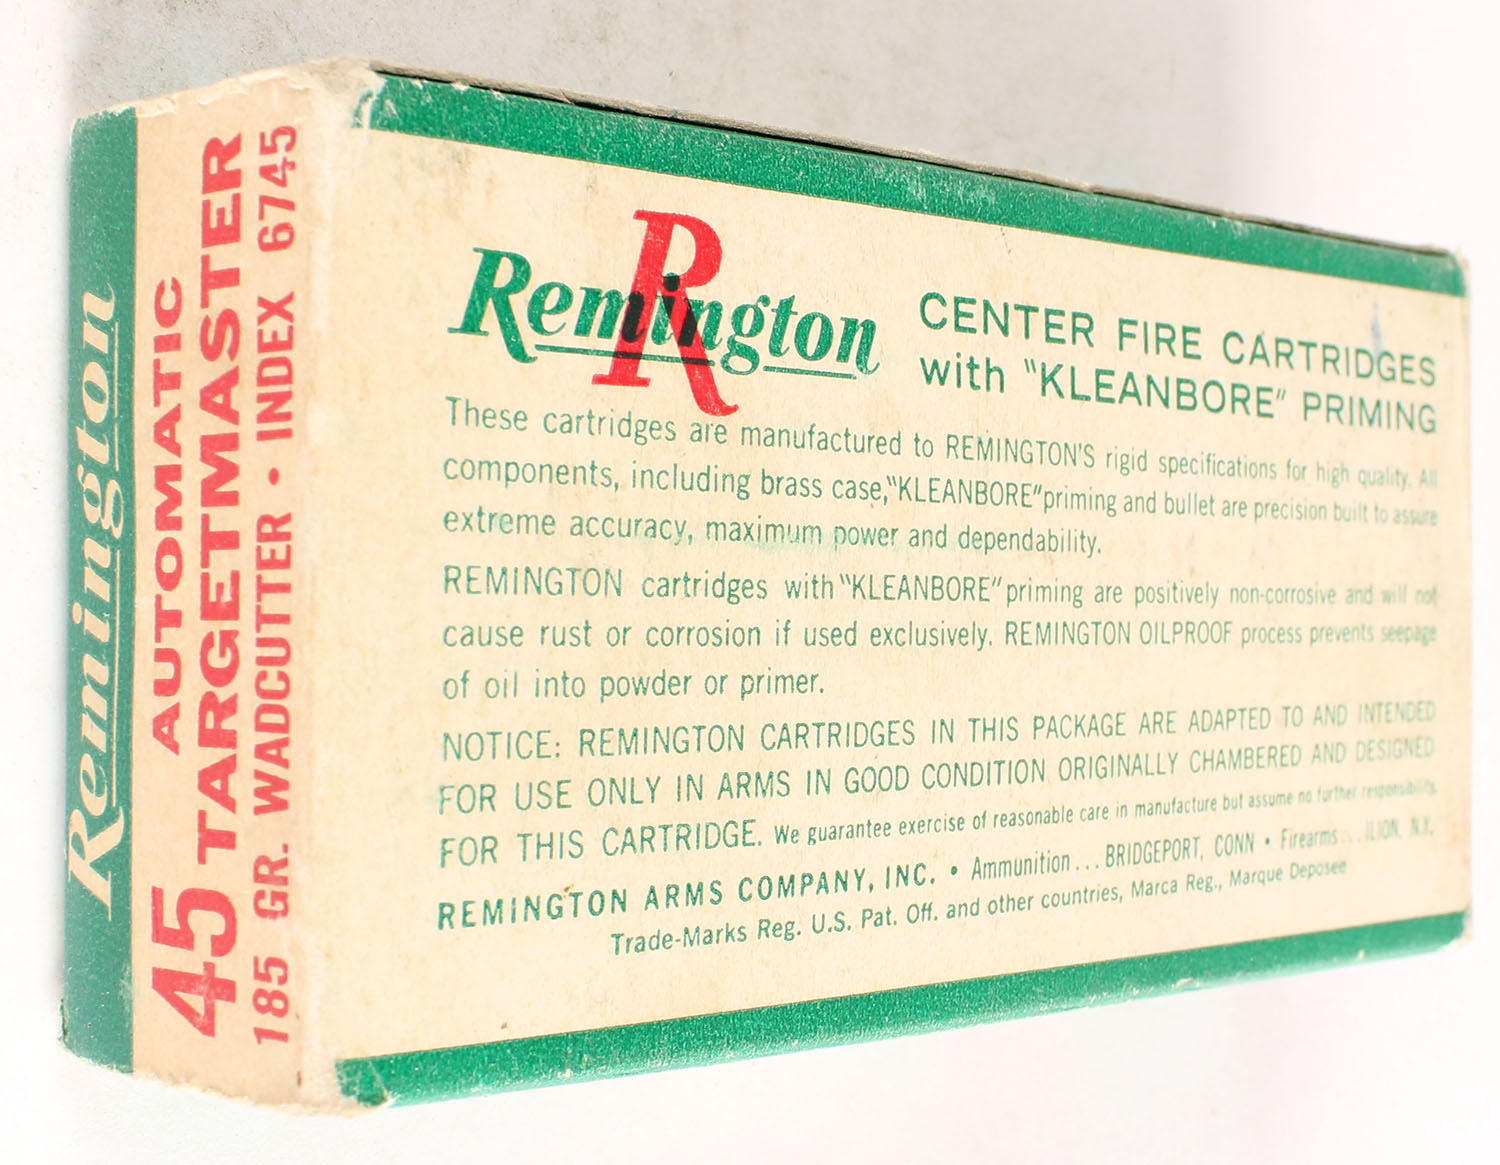 Remington
45 AUTOMATIC
TARGETMASTER
185 GR. WADCUTTER • INDEX 6745
R
Remington
CENTER FIRE CARTRIDGES
with "KLEANBORE" PRIMING
These cartridges are manufactured to REMINGTON'S rigid specifications for high quality. All
components, including brass case, "KLEANBORE" priming and bullet are precision built to assure
extreme accuracy, maximum power and dependability.
REMINGTON cartridges with "KLEANBORE" priming are positively non-corrosive and will not
cause rust or corrosion if used exclusively. REMINGTON OILPROOF process prevents seepage
of oil into powder or primer.
NOTICE: REMINGTON CARTRIDGES IN THIS PACKAGE ARE ADAPTED TO AND INTENDED
FOR USE ONLY IN ARMS IN GOOD CONDITION ORIGINALLY CHAMBERED AND DESIGNED
FOR THIS CARTRIDGE. We guarantee exercise of reasonable care in manufacture but assume no further responsibility.
REMINGTON ARMS COMPANY, INC. • Ammunition... BRIDGEPORT, CONN • Firearms... ILION, N.Y.
Trade-Marks Reg. U.S. Pat. Off. and other countries, Marca Reg., Marque Deposee